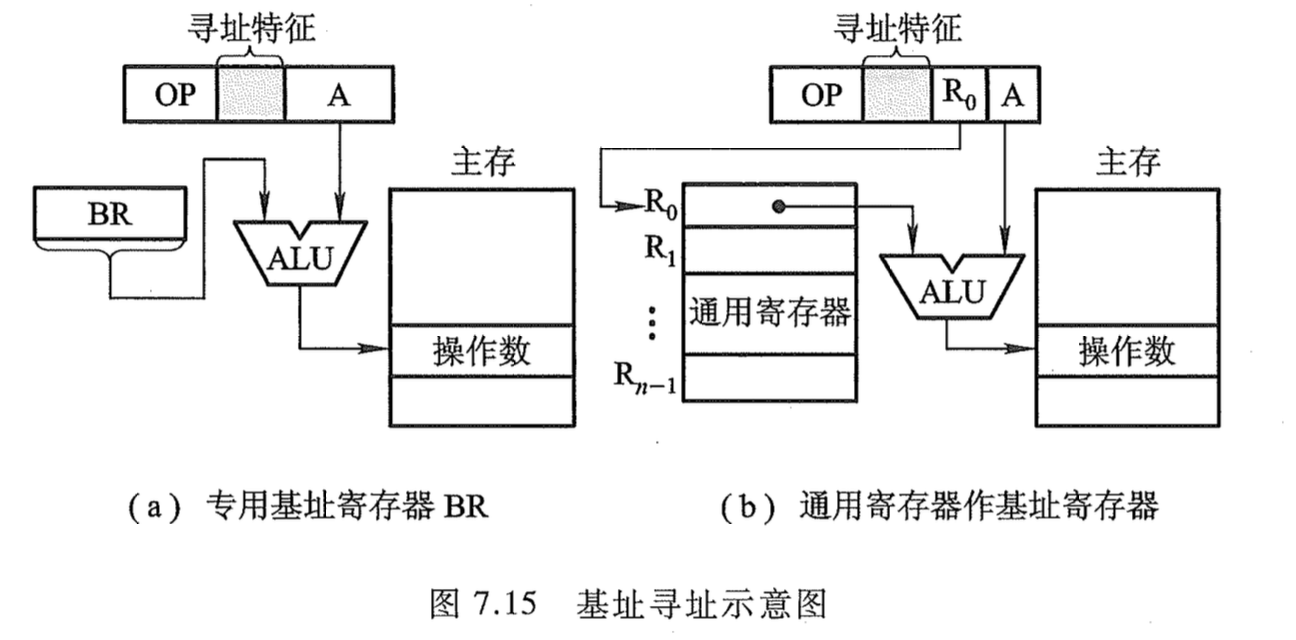 寻址特征
OP A
主存
BR
ALU
操作数
(a) 专用基址寄存器 BR
寻址特征
OP R₀ A
主存
R₀
R₁
⋮ 通用寄存器
Rₙ₋₁
ALU
操作数
(b) 通用寄存器作基址寄存器
图 7.15 基址寻址示意图